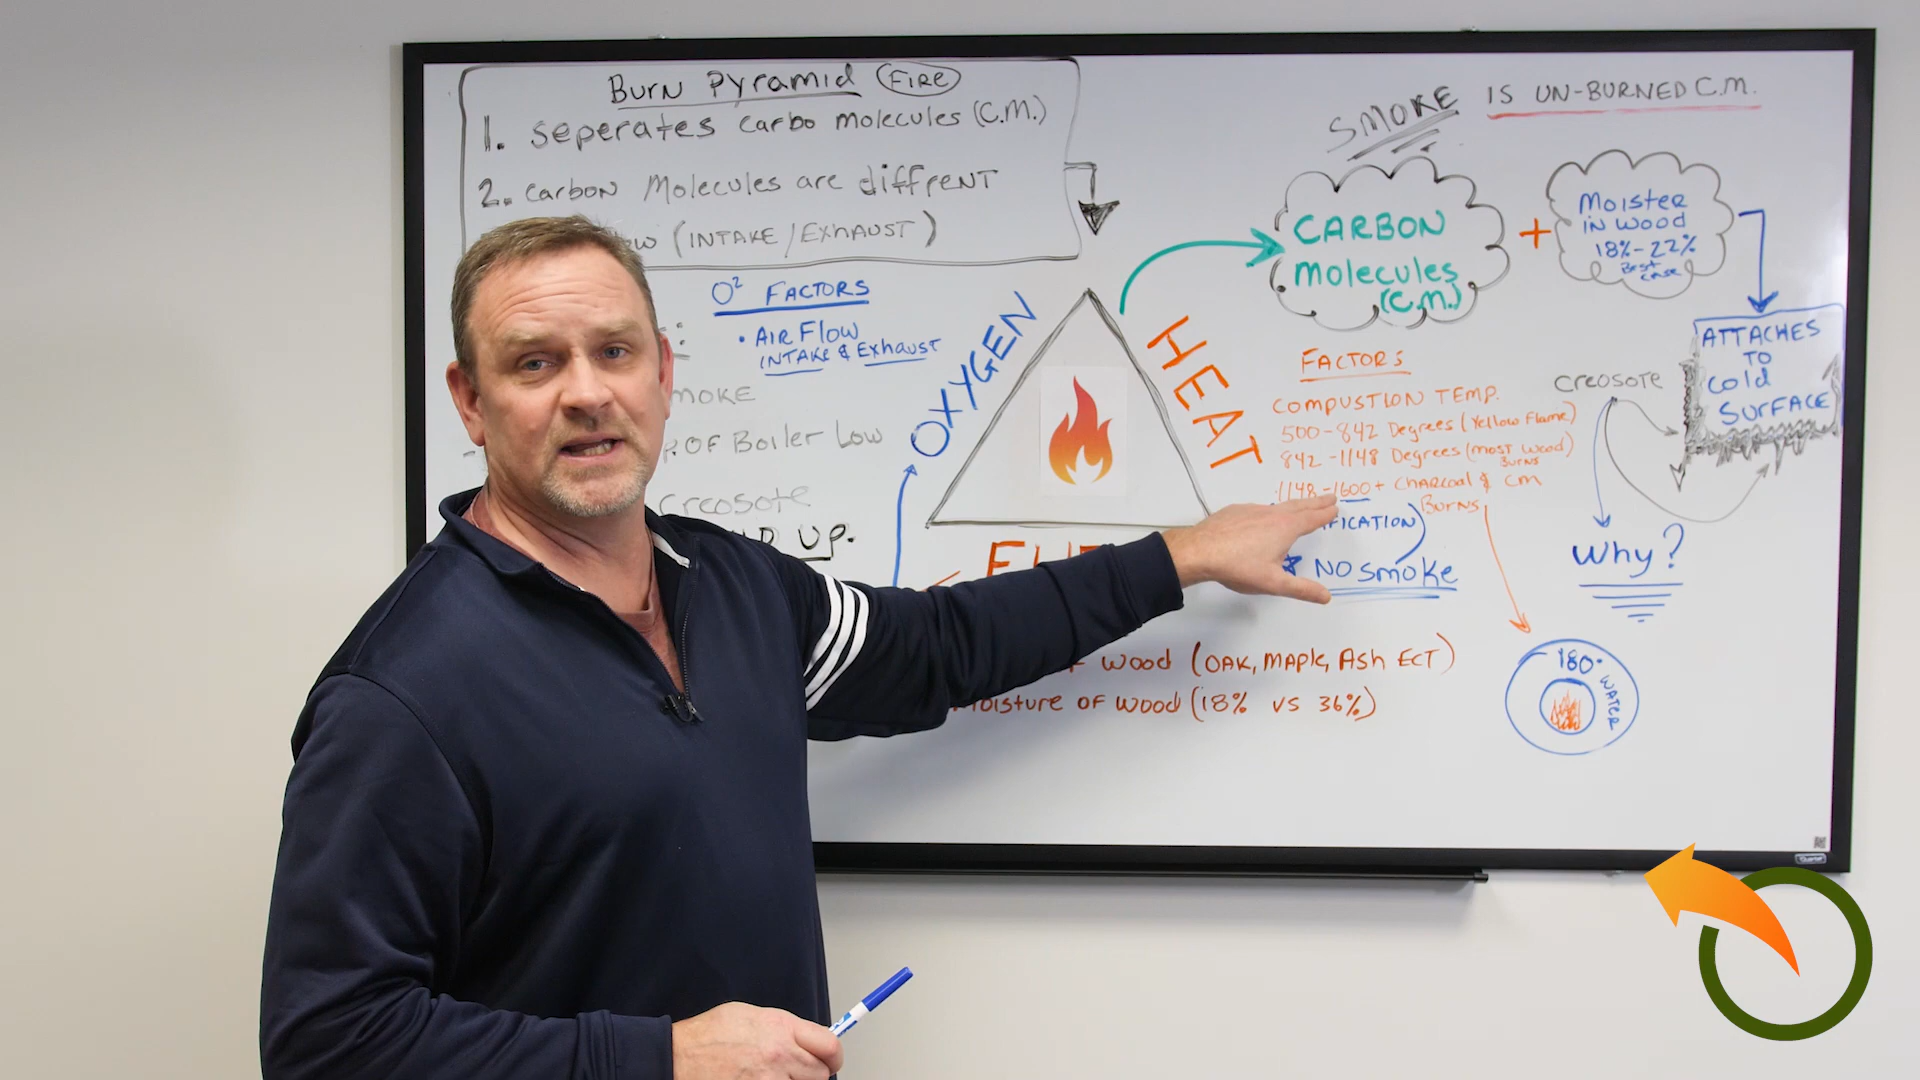 Burn Pyramid (FIRE)
1. seperates carbo molecules (C.M.)
2. carbon Molecules are diffrent
(INTAKE/EXHAUST)
O² FACTORS
• AIR Flow
INTAKE & Exhaust
OF Boiler Low
creosote
UP.
OXYGEN
HEAT
SMOKE IS UN-BURNED C.M.
CARBON
molecules
(C.M.)
+
Moister
in wood
18%-22%
Best
case
ATTACHES
TO
cold
SURFACE
creosote
Why?
FACTORS
COMPUSTION TEMP.
500-842 Degrees (Yellow Flame)
842-1148 Degrees (most wood)
BURNS
1148-1600+ CHARCOAL & CM
BURNS
NO SMOKE
180°
WATER
wood (OAK, MAPLE, Ash ECT)
OF wood (18% vs 36%)
Quartet